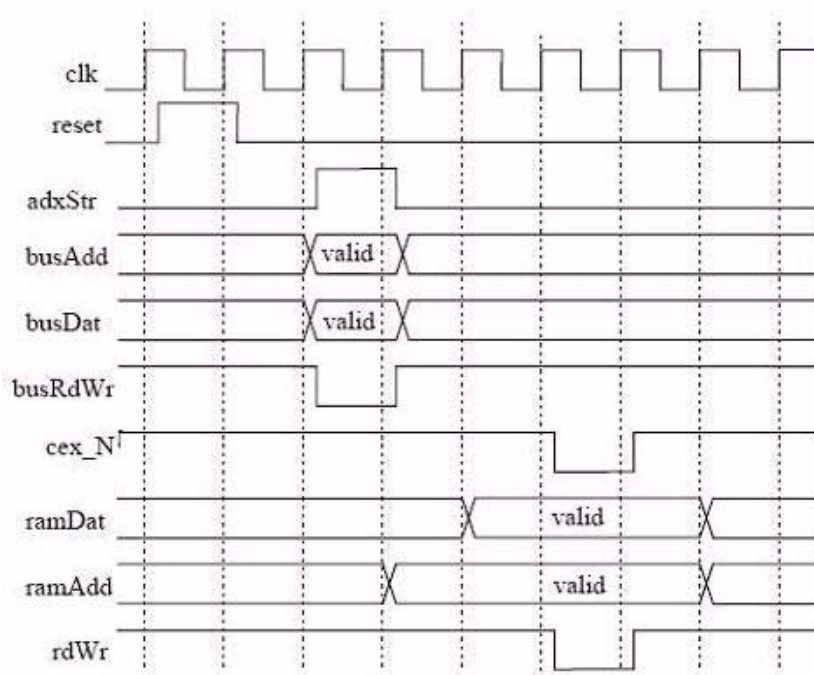 clk
reset
adxStr
busAdd valid
busDat valid
busRdWr
cex_N
ramDat valid
ramAdd valid
rdWr